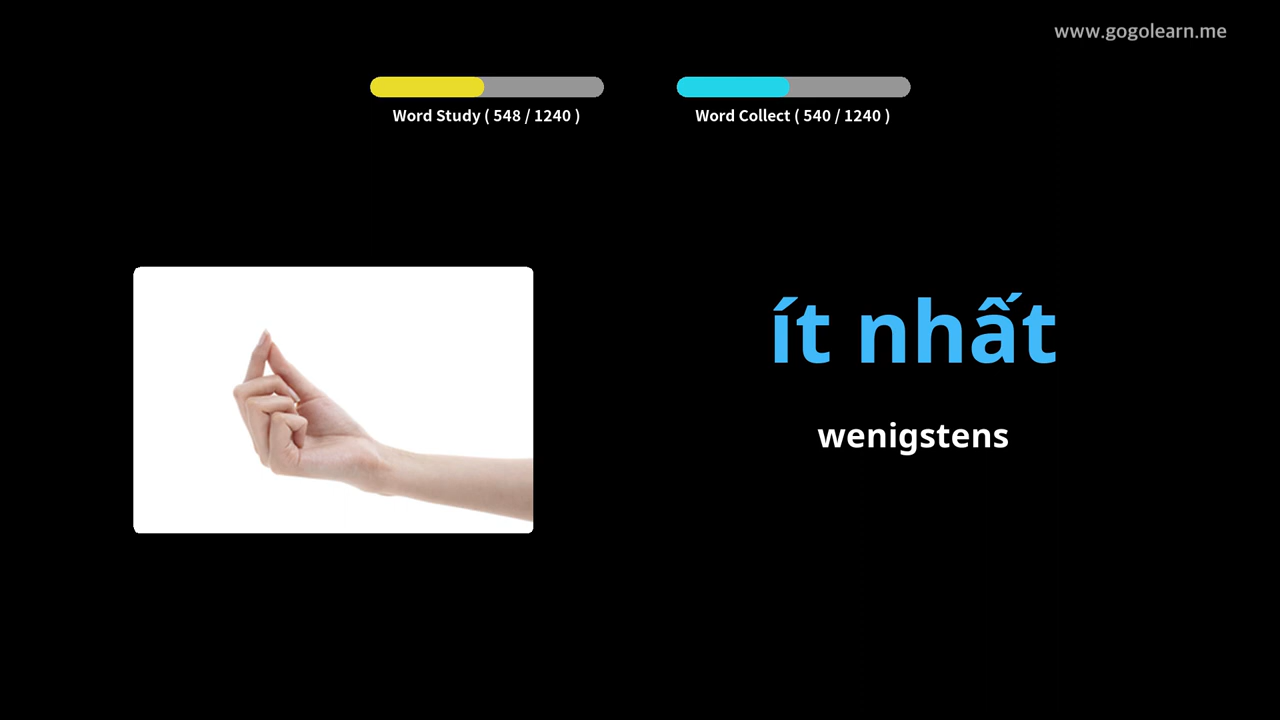 www.gogolearn.me
Word Study ( 548 / 1240 )
Word Collect ( 540 / 1240 )
ít nhất
wenigstens